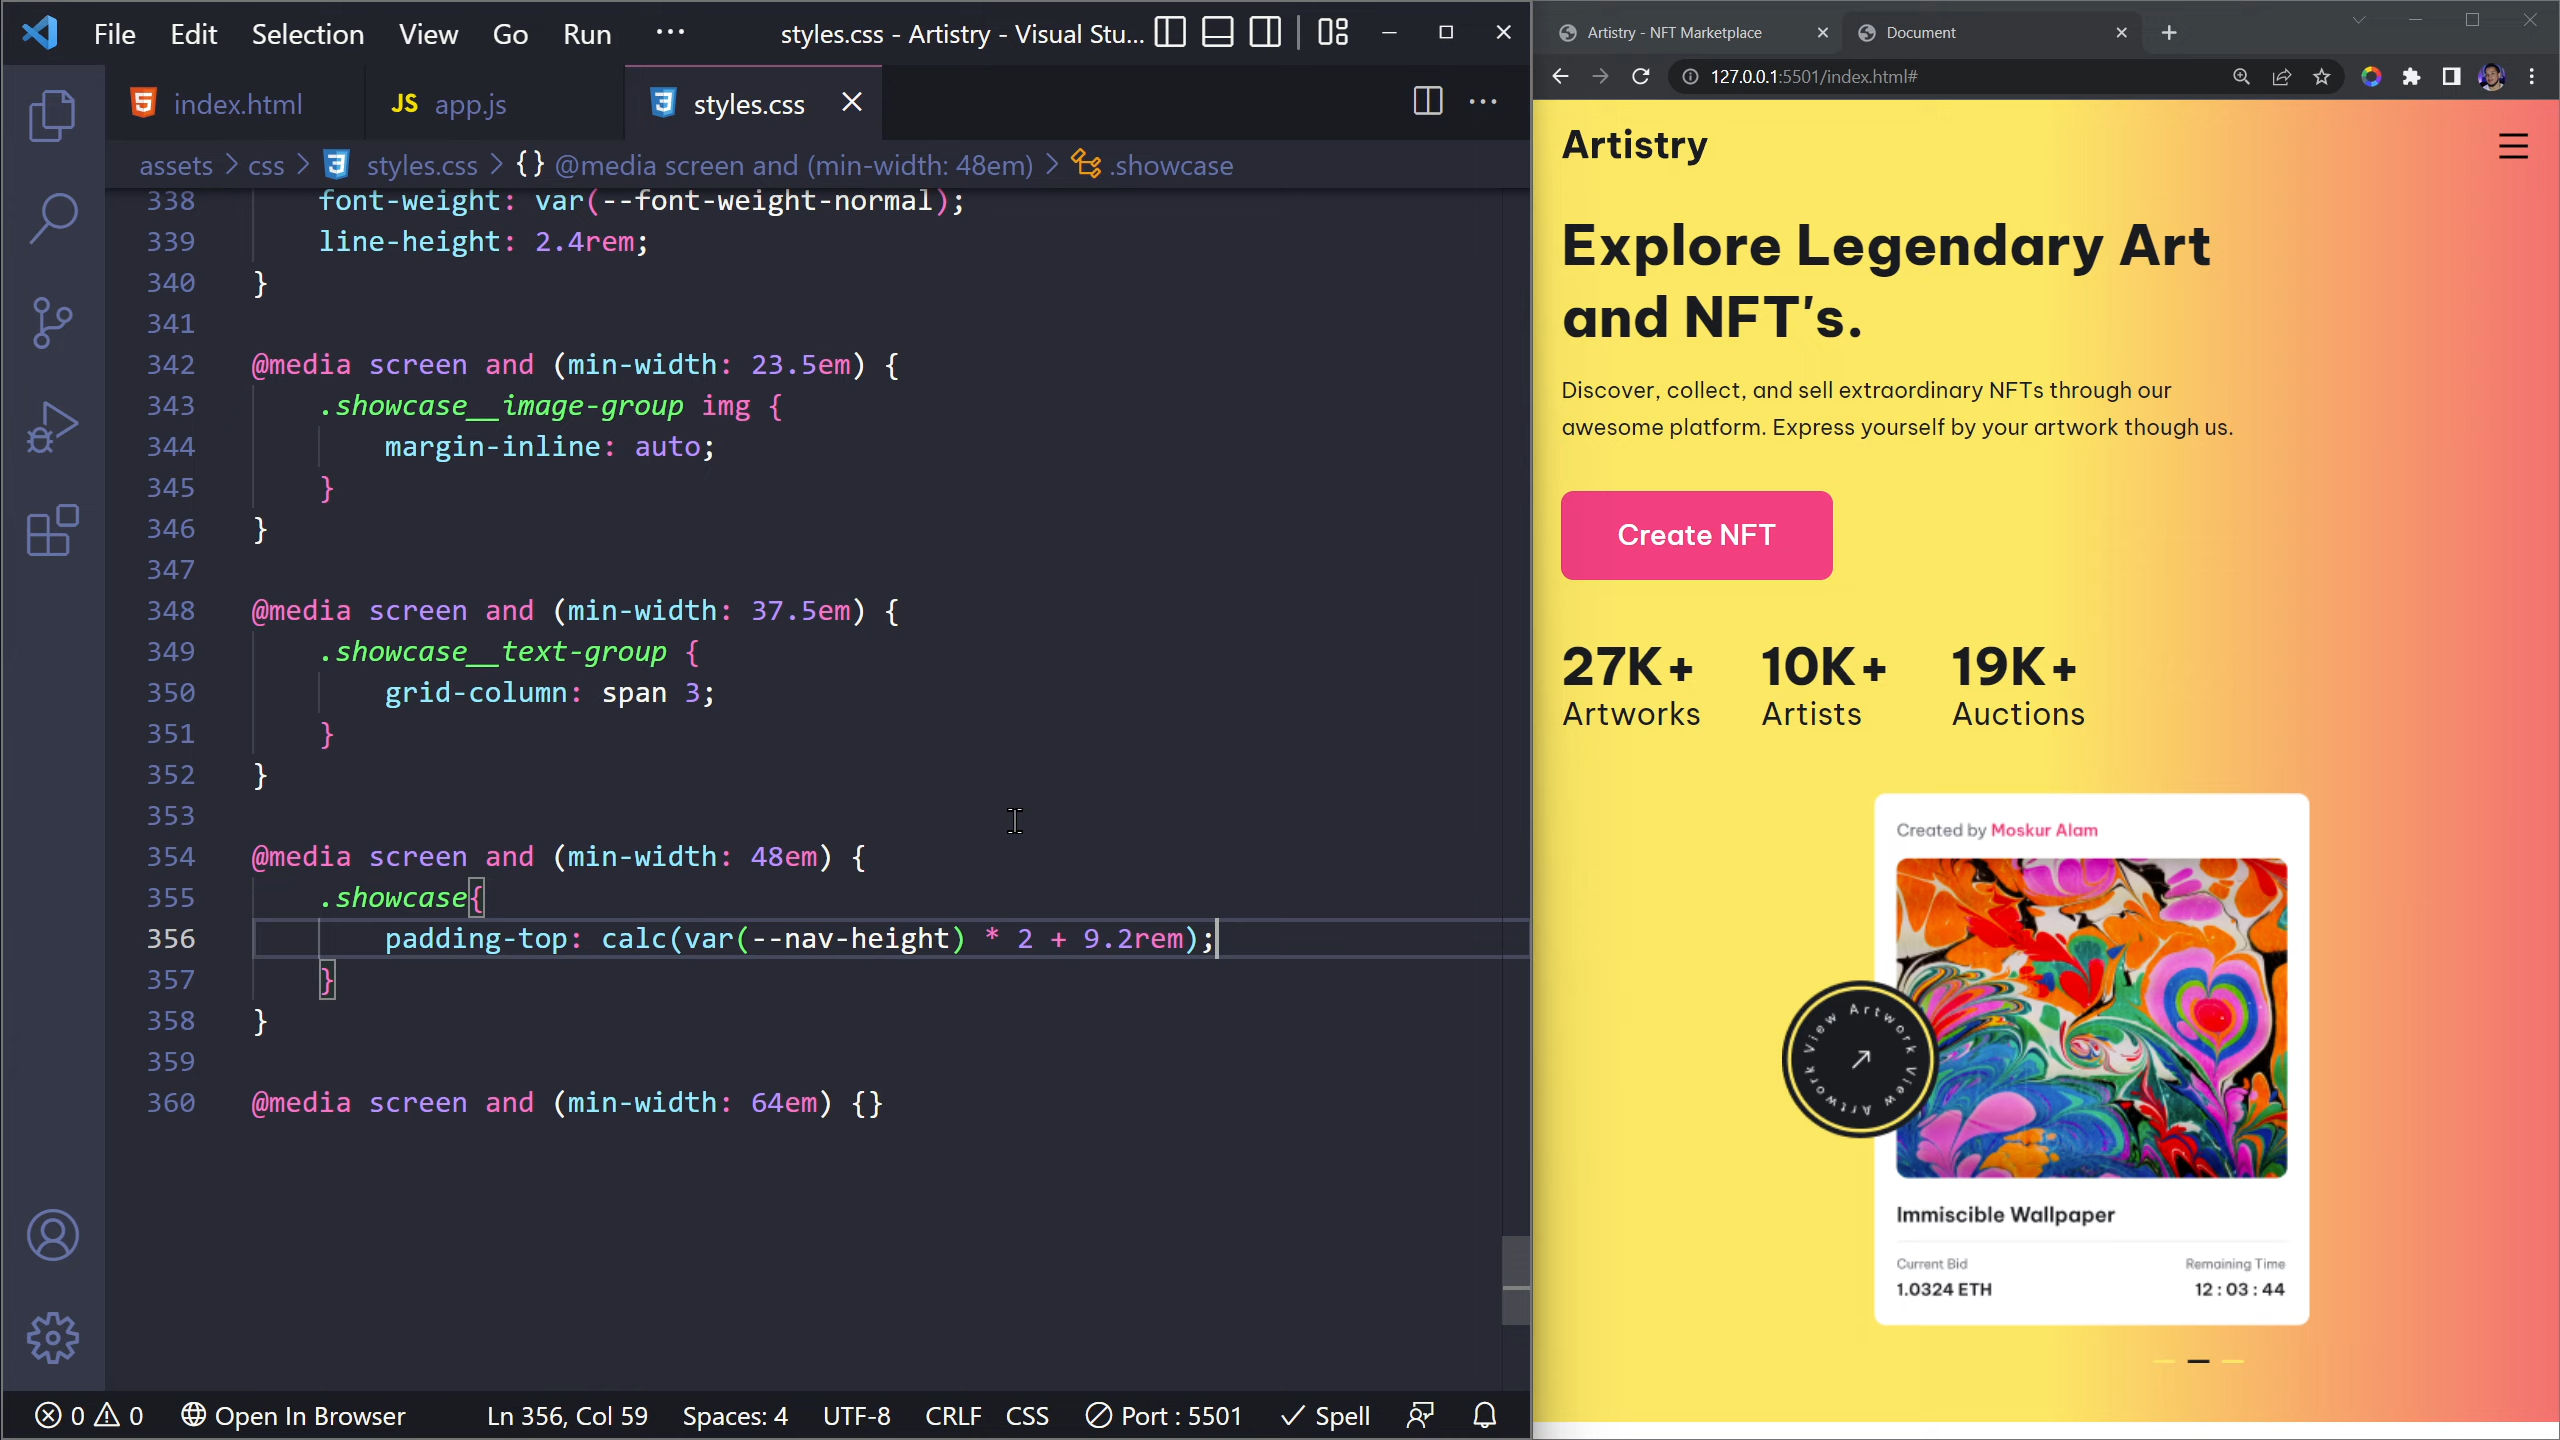 File Edit Selection View Go Run ··· styles.css - Artistry - Visual Stu...
index.html JS app.js styles.css
assets > css > styles.css > {} @media screen and (min-width: 48em) > .showcase
338 font-weight: var(--font-weight-normal);
339 line-height: 2.4rem;
340 }
341
342 @media screen and (min-width: 23.5em) {
343 .showcase__image-group img {
344 margin-inline: auto;
345 }
346 }
347
348 @media screen and (min-width: 37.5em) {
349 .showcase__text-group {
350 grid-column: span 3;
351 }
352 }
353
354 @media screen and (min-width: 48em) {
355 .showcase{
356 padding-top: calc(var(--nav-height) * 2 + 9.2rem);
357 }
358 }
359
360 @media screen and (min-width: 64em) {}
0 0 Open In Browser Ln 356, Col 59 Spaces: 4 UTF-8 CRLF CSS Port : 5501 Spell
Artistry - NFT Marketplace Document
127.0.0.1:5501/index.html#
Artistry
Explore Legendary Art
and NFT's.
Discover, collect, and sell extraordinary NFTs through our
awesome platform. Express yourself by your artwork though us.
Create NFT
27K+ 10K+ 19K+
Artworks Artists Auctions
Created by Moskur Alam
View Artwork View Artwork
Immiscible Wallpaper
Current Bid Remaining Time
1.0324 ETH 12 : 03 : 44